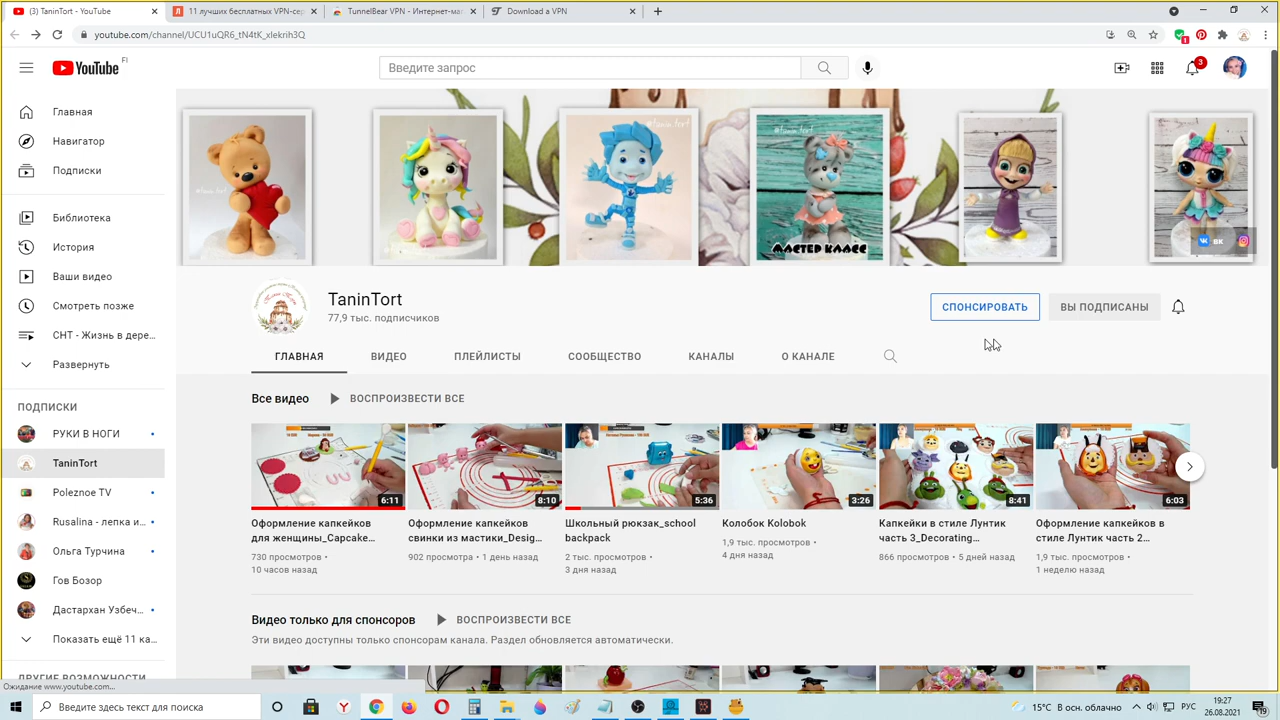 (3) TaninTort - YouTube
11 лучших бесплатных VPN-сер
TunnelBear VPN - Интернет-ма
Download a VPN
youtube.com/channel/UCU1uQR6_tN4tK_xlekrih3Q
YouTube FI
Введите запрос
3
Главная
Навигатор
Подписки
Библиотека
История
Ваши видео
Смотреть позже
СНТ - Жизнь в дере...
Развернуть
ПОДПИСКИ
РУКИ В НОГИ
TaninTort
Poleznoe TV
Rusalina - лепка и...
Ольга Турчина
Гов Бозор
Дастархан Узбеч...
Показать ещё 11 ка...
ДРУГИЕ ВОЗМОЖНОСТИ
#tanin.tort
МАСТЕР КЛАСС
ВК
TaninTort
77,9 тыс. подписчиков
СПОНСИРОВАТЬ
ВЫ ПОДПИСАНЫ
ГЛАВНАЯ ВИДЕО ПЛЕЙЛИСТЫ СООБЩЕСТВО КАНАЛЫ О КАНАЛЕ
Все видео ВОСПРОИЗВЕСТИ ВСЕ
6:11
Оформление капкейков
для женщины_Capcake...
730 просмотров •
10 часов назад
8:10
Оформление капкейков
свинки из мастики_Desig...
902 просмотра • 1 день назад
5:36
Школьный рюкзак_school
backpack
2 тыс. просмотров •
3 дня назад
3:26
Колобок Kolobok
1,9 тыс. просмотров •
4 дня назад
8:41
Капкейки в стиле Лунтик
часть 3_Decorating...
866 просмотров • 5 дней назад
6:03
Оформление капкейков в
стиле Лунтик часть 2...
1,9 тыс. просмотров •
1 неделю назад
Видео только для спонсоров ВОСПРОИЗВЕСТИ ВСЕ
Эти видео доступны только спонсорам канала. Раздел обновляется автоматически.
Ожидание www.youtube.com...
Введите здесь текст для поиска
15°C В осн. облачно
РУС
19:27
26.08.2021
19